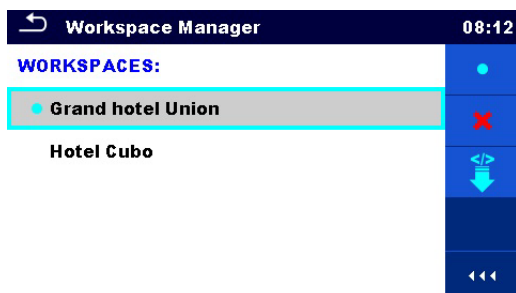 Workspace Manager 08:12
WORKSPACES:
Grand hotel Union
Hotel Cubo
</>